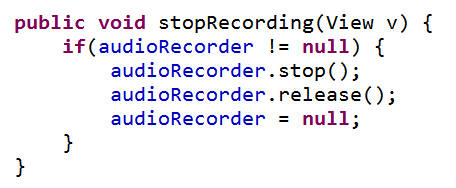 public void stopRecording(View v) {
    if(audioRecorder != null) {
        audioRecorder.stop();
        audioRecorder.release();
        audioRecorder = null;
    }
}